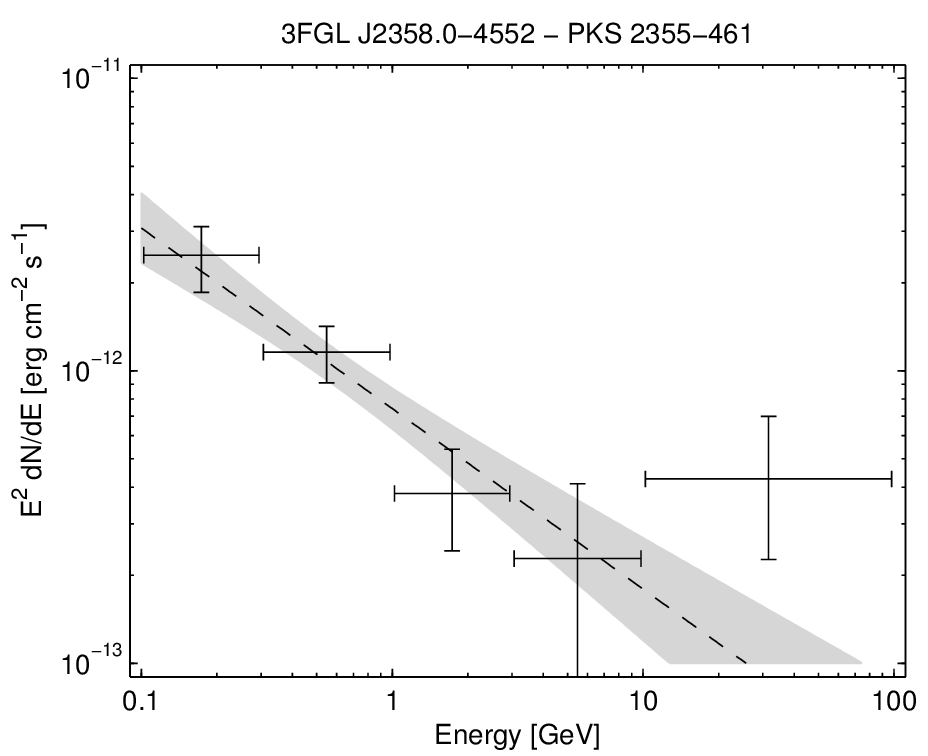 3FGL J2358.0−4552 − PKS 2355−461
10⁻¹¹
10⁻¹²
10⁻¹³
E² dN/dE [erg cm⁻² s⁻¹]
0.1 1 10 100
Energy [GeV]